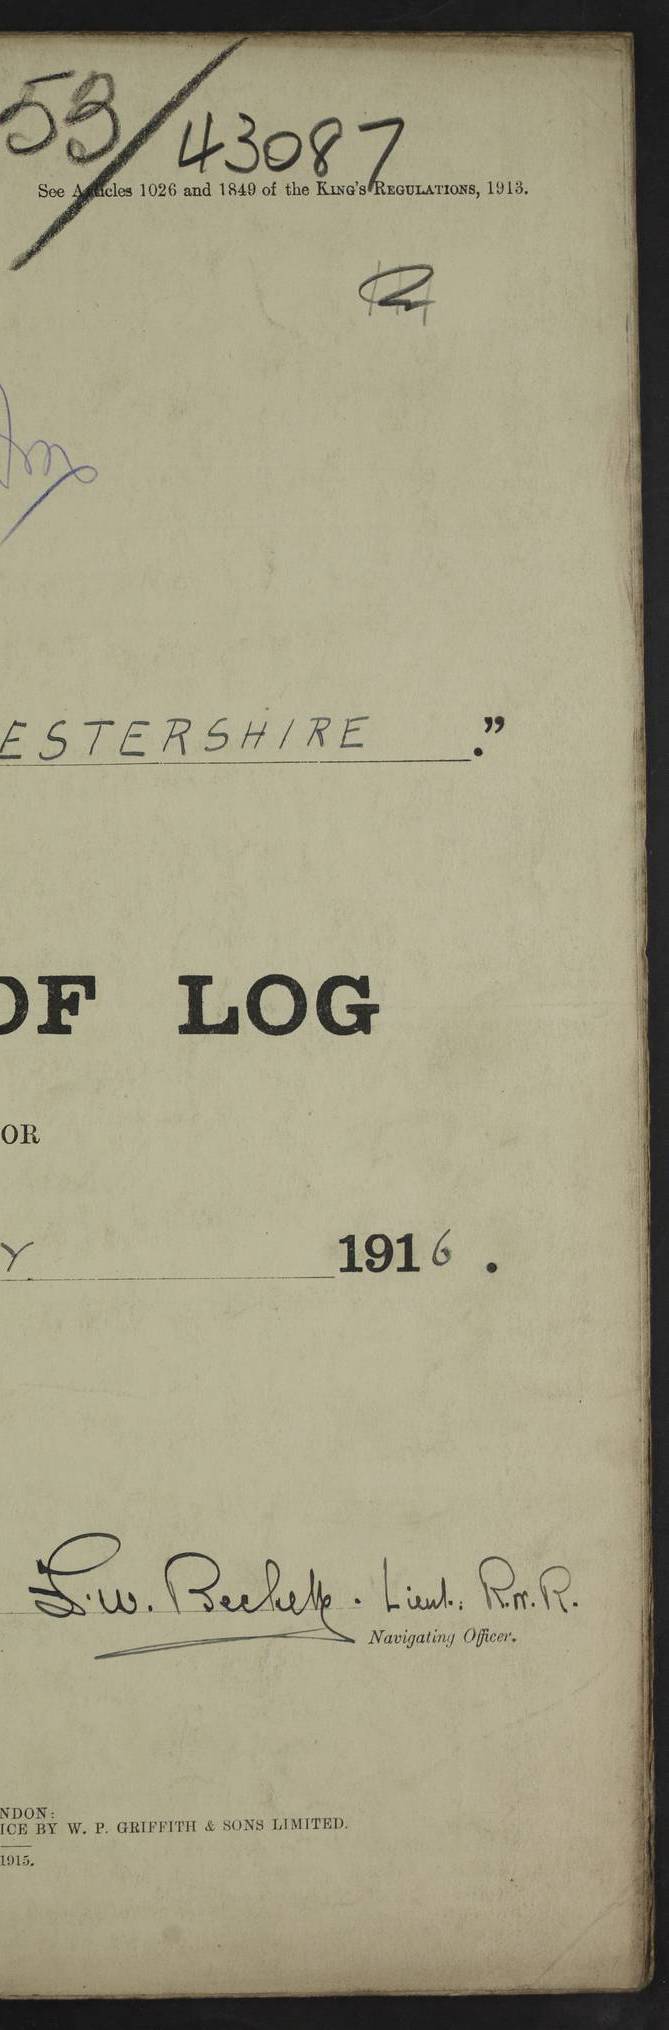 53/43087
See Articles 1026 and 1849 of the King's Regulations, 1913.
ESTERSHIRE ."
OF LOG
OR
1916.
Lieut: R.N.R.
Navigating Officer.
NDON:
ICE BY W. P. GRIFFITH & SONS LIMITED.
1915.